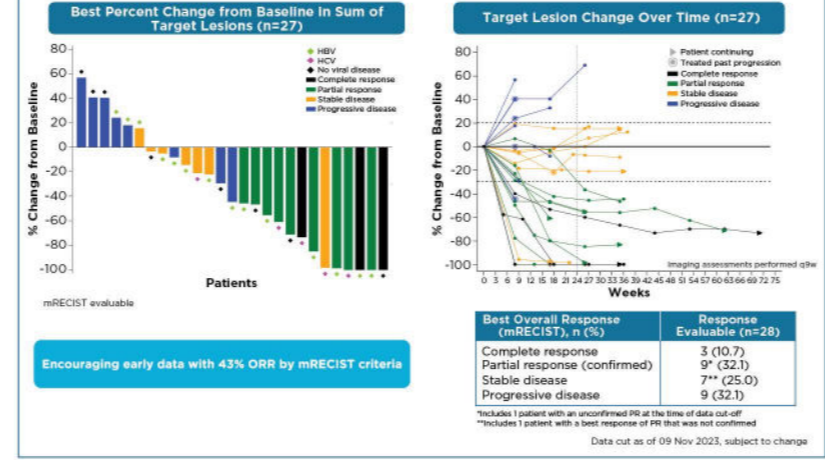 Best Percent Change from Baseline in Sum of
Target Lesions (n=27)
% Change from Baseline
80
60
40
20
0
-20
-40
-60
-80
-100
HBV
HCV
No viral disease
Complete response
Partial response
Stable disease
Progressive disease
Patients
mRECIST evaluable
Encouraging early data with 43% ORR by mRECIST criteria
Target Lesion Change Over Time (n=27)
% Change from Baseline
80
60
40
20
0
-20
-40
-60
-80
-100
Patient continuing
Treated past progression
Complete response
Partial response
Stable disease
Progressive disease
Imaging assessments performed q9w
0 3 6 9 12 15 18 21 24 27 30 33 36 39 42 45 48 51 54 57 60 63 66 69 72 75
Weeks
Best Overall Response (mRECIST), n (%)
Response Evaluable (n=28)
Complete response 3 (10.7)
Partial response (confirmed) 9* (32.1)
Stable disease 7** (25.0)
Progressive disease 9 (32.1)
*Includes 1 patient with an unconfirmed PR at the time of data cut-off
**Includes 1 patient with a best response of PR that was not confirmed
Data cut as of 09 Nov 2023, subject to change